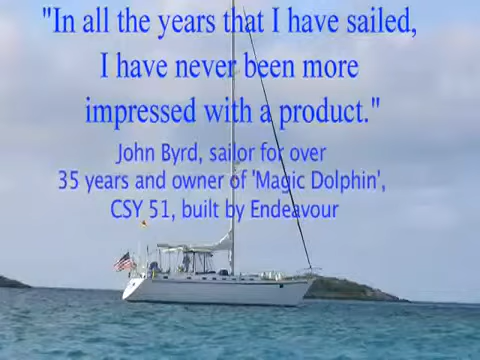 "In all the years that I have sailed,
I have never been more
impressed with a product."
John Byrd, sailor for over
35 years and owner of 'Magic Dolphin',
CSY 51, built by Endeavour